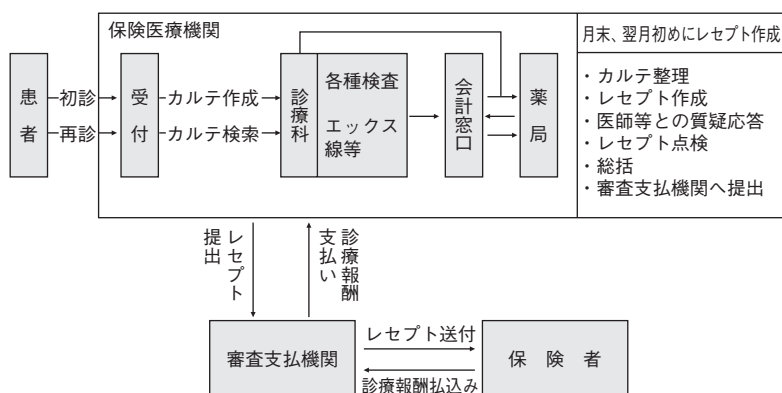 保険医療機関
月末、翌月初めにレセプト作成
患者
初診
再診
受付
カルテ作成
カルテ検索
診療科
各種検査
エックス
線等
会計窓口
薬局
・カルテ整理
・レセプト作成
・医師等との質疑応答
・レセプト点検
・総括
・審査支払機関へ提出
レセプト
提出
診療報酬
支払い
審査支払機関
レセプト送付
診療報酬払込み
保険者